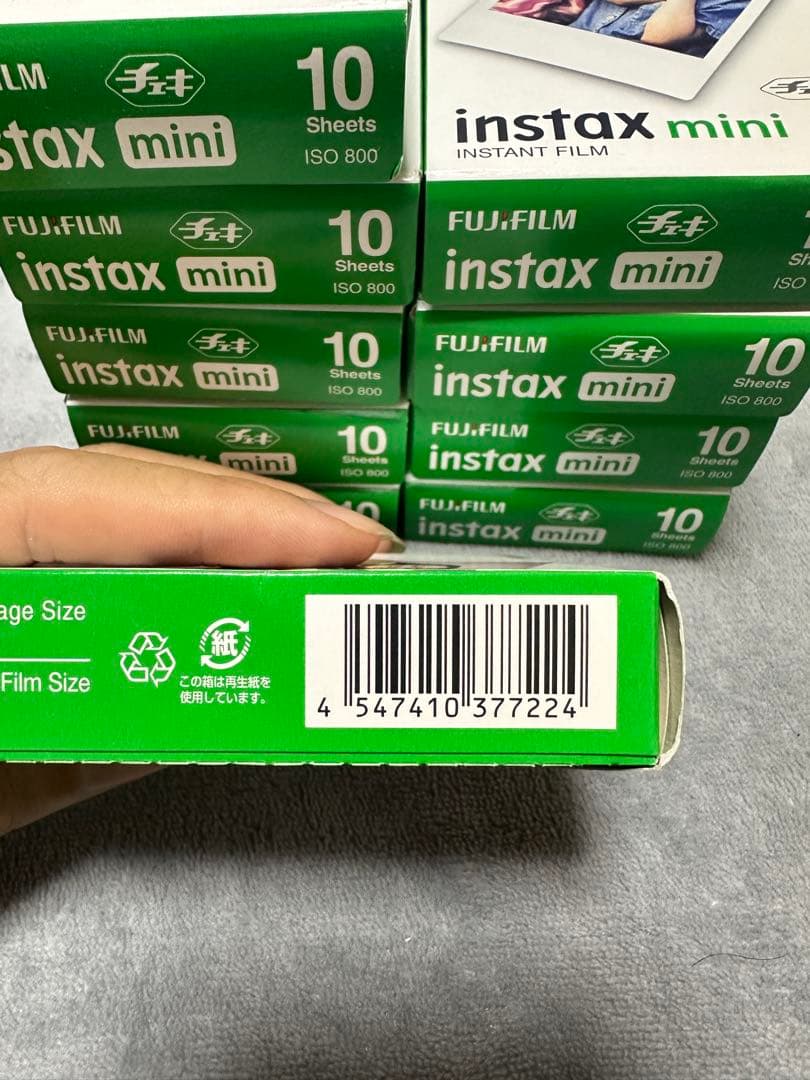 チェキ
10
Sheets
mini
ISO 800
instax mini
INSTANT FILM
FUJIFILM
チェキ
10
Sheets
instax mini
ISO 800
FUJIFILM
チェキ
instax mini
FUJIFILM
チェキ
10
Sheets
instax mini
ISO 800
FUJIFILM
チェキ
10
Sheets
instax mini
ISO 800
FUJIFILM
チェキ
10
Sheets
mini
ISO 800
FUJIFILM
チェキ
10
Sheets
instax mini
ISO 800
10
FUJIFILM
チェキ
10
Sheets
instax mini
ISO 800
Size
Film Size
紙
この箱は再生紙を
使用しています。
4 547410 377224